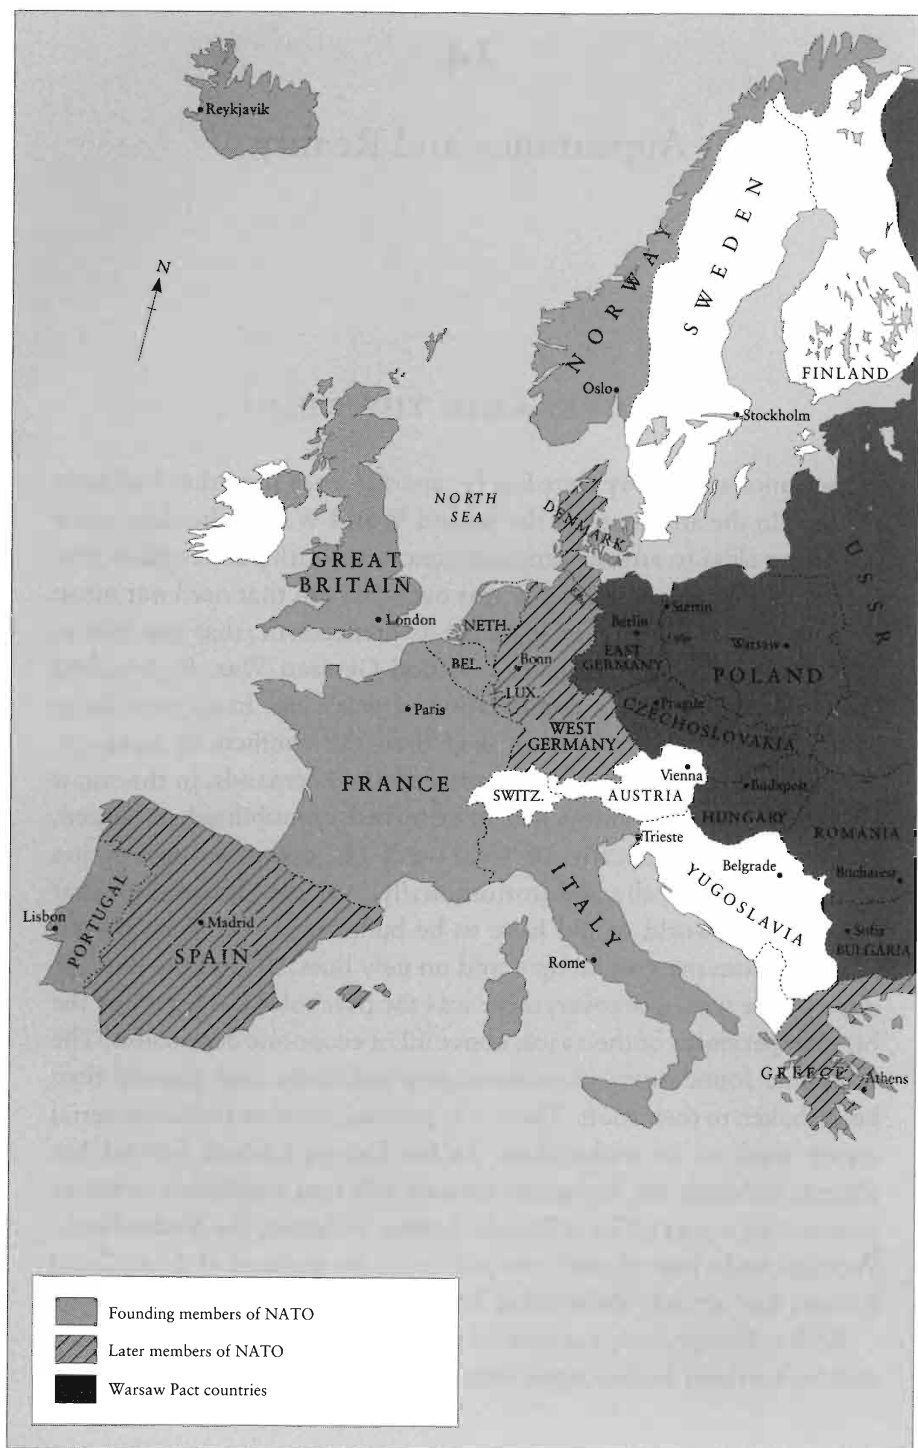 Reykjavik
N
NORWAY
SWEDEN
FINLAND
Oslo
Stockholm
NORTH
SEA
DENMARK
USSR
GREAT
BRITAIN
London
NETH.
BEL.
LUX.
Bonn
Berlin
Stettin
EAST
GERMANY
Warsaw
POLAND
Paris
Prague
CZECHOSLOVAKIA
WEST
GERMANY
FRANCE
SWITZ.
Vienna
AUSTRIA
Budapest
HUNGARY
ROMANIA
Trieste
ITALY
Belgrade
YUGOSLAVIA
Bucharest
Sofia
BULGARIA
Lisbon
PORTUGAL
Madrid
SPAIN
Rome
GREECE
Athens
Founding members of NATO
Later members of NATO
Warsaw Pact countries